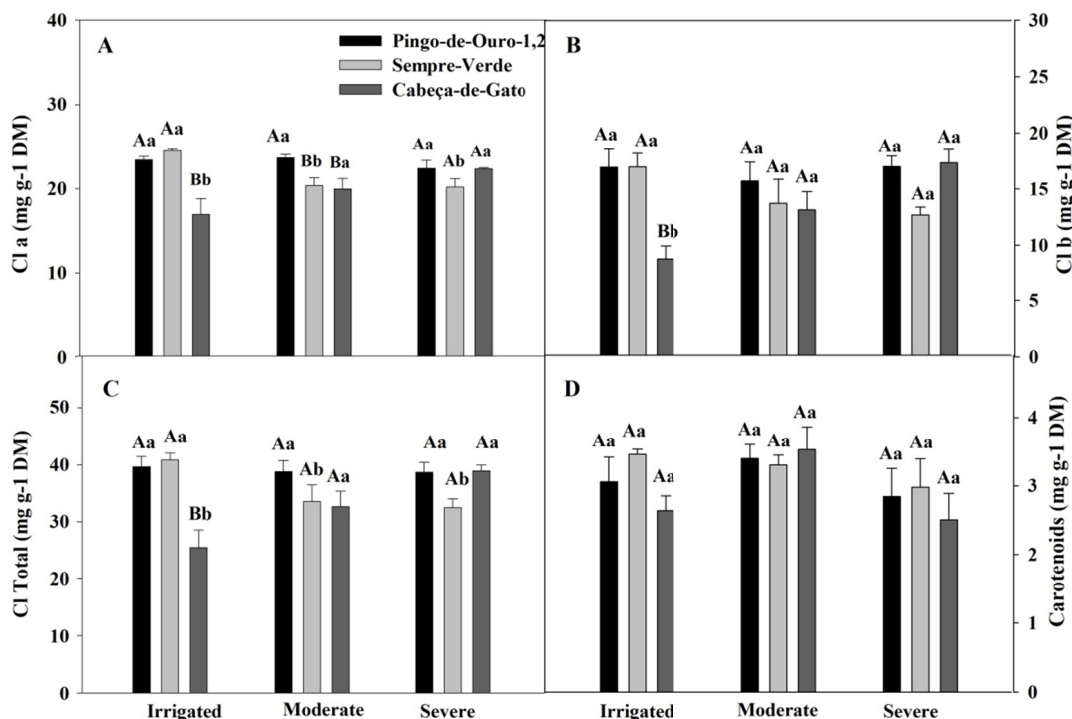 A
Pingo-de-Ouro-1,2
Sempre-Verde
Cabeça-de-Gato
Cl a (mg g-1 DM)
40
30
20
10
0
Aa Aa Bb
Aa Bb Ba
Aa Ab Aa
B
Cl b (mg g-1 DM)
30
25
20
15
10
5
0
Aa Aa Bb
Aa Aa Aa
Aa Aa Aa
C
Cl Total (mg g-1 DM)
50
40
30
20
10
0
Aa Aa Bb
Aa Ab Aa
Aa Ab Aa
Irrigated Moderate Severe
D
Carotenoids (mg g-1 DM)
4
3
2
1
0
Aa Aa Aa
Aa Aa Aa
Aa Aa Aa
Irrigated Moderate Severe